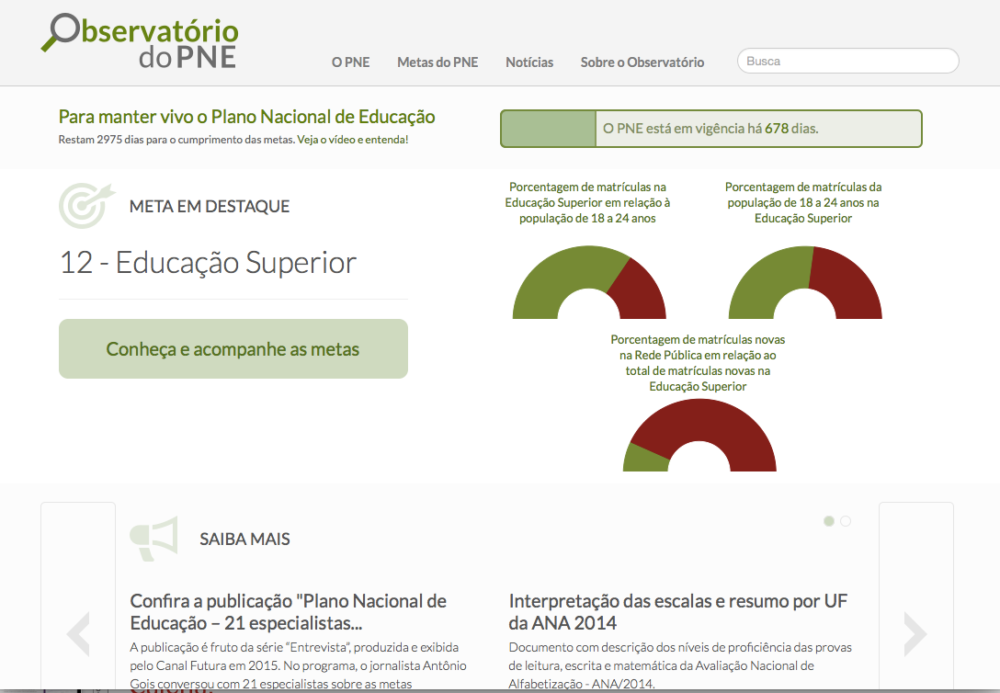 Observatório
do PNE
O PNE
Metas do PNE
Notícias
Sobre o Observatório
Busca
Para manter vivo o Plano Nacional de Educação
Restam 2975 dias para o cumprimento das metas. Veja o vídeo e entenda!
O PNE está em vigência há 678 dias.
META EM DESTAQUE
12 - Educação Superior
Conheça e acompanhe as metas
Porcentagem de matrículas na
Educação Superior em relação à
população de 18 a 24 anos
Porcentagem de matrículas da
população de 18 a 24 anos na
Educação Superior
Porcentagem de matrículas novas
na Rede Pública em relação ao
total de matrículas novas na
Educação Superior
SAIBA MAIS
Confira a publicação "Plano Nacional de
Educação – 21 especialistas...
A publicação é fruto da série “Entrevista”, produzida e exibida
pelo Canal Futura em 2015. No programa, o jornalista Antônio
Gois conversou com 21 especialistas sobre as metas
Interpretação das escalas e resumo por UF
da ANA 2014
Documento com descrição dos níveis de proficiência das provas
de leitura, escrita e matemática da Avaliação Nacional de
Alfabetização - ANA/2014.